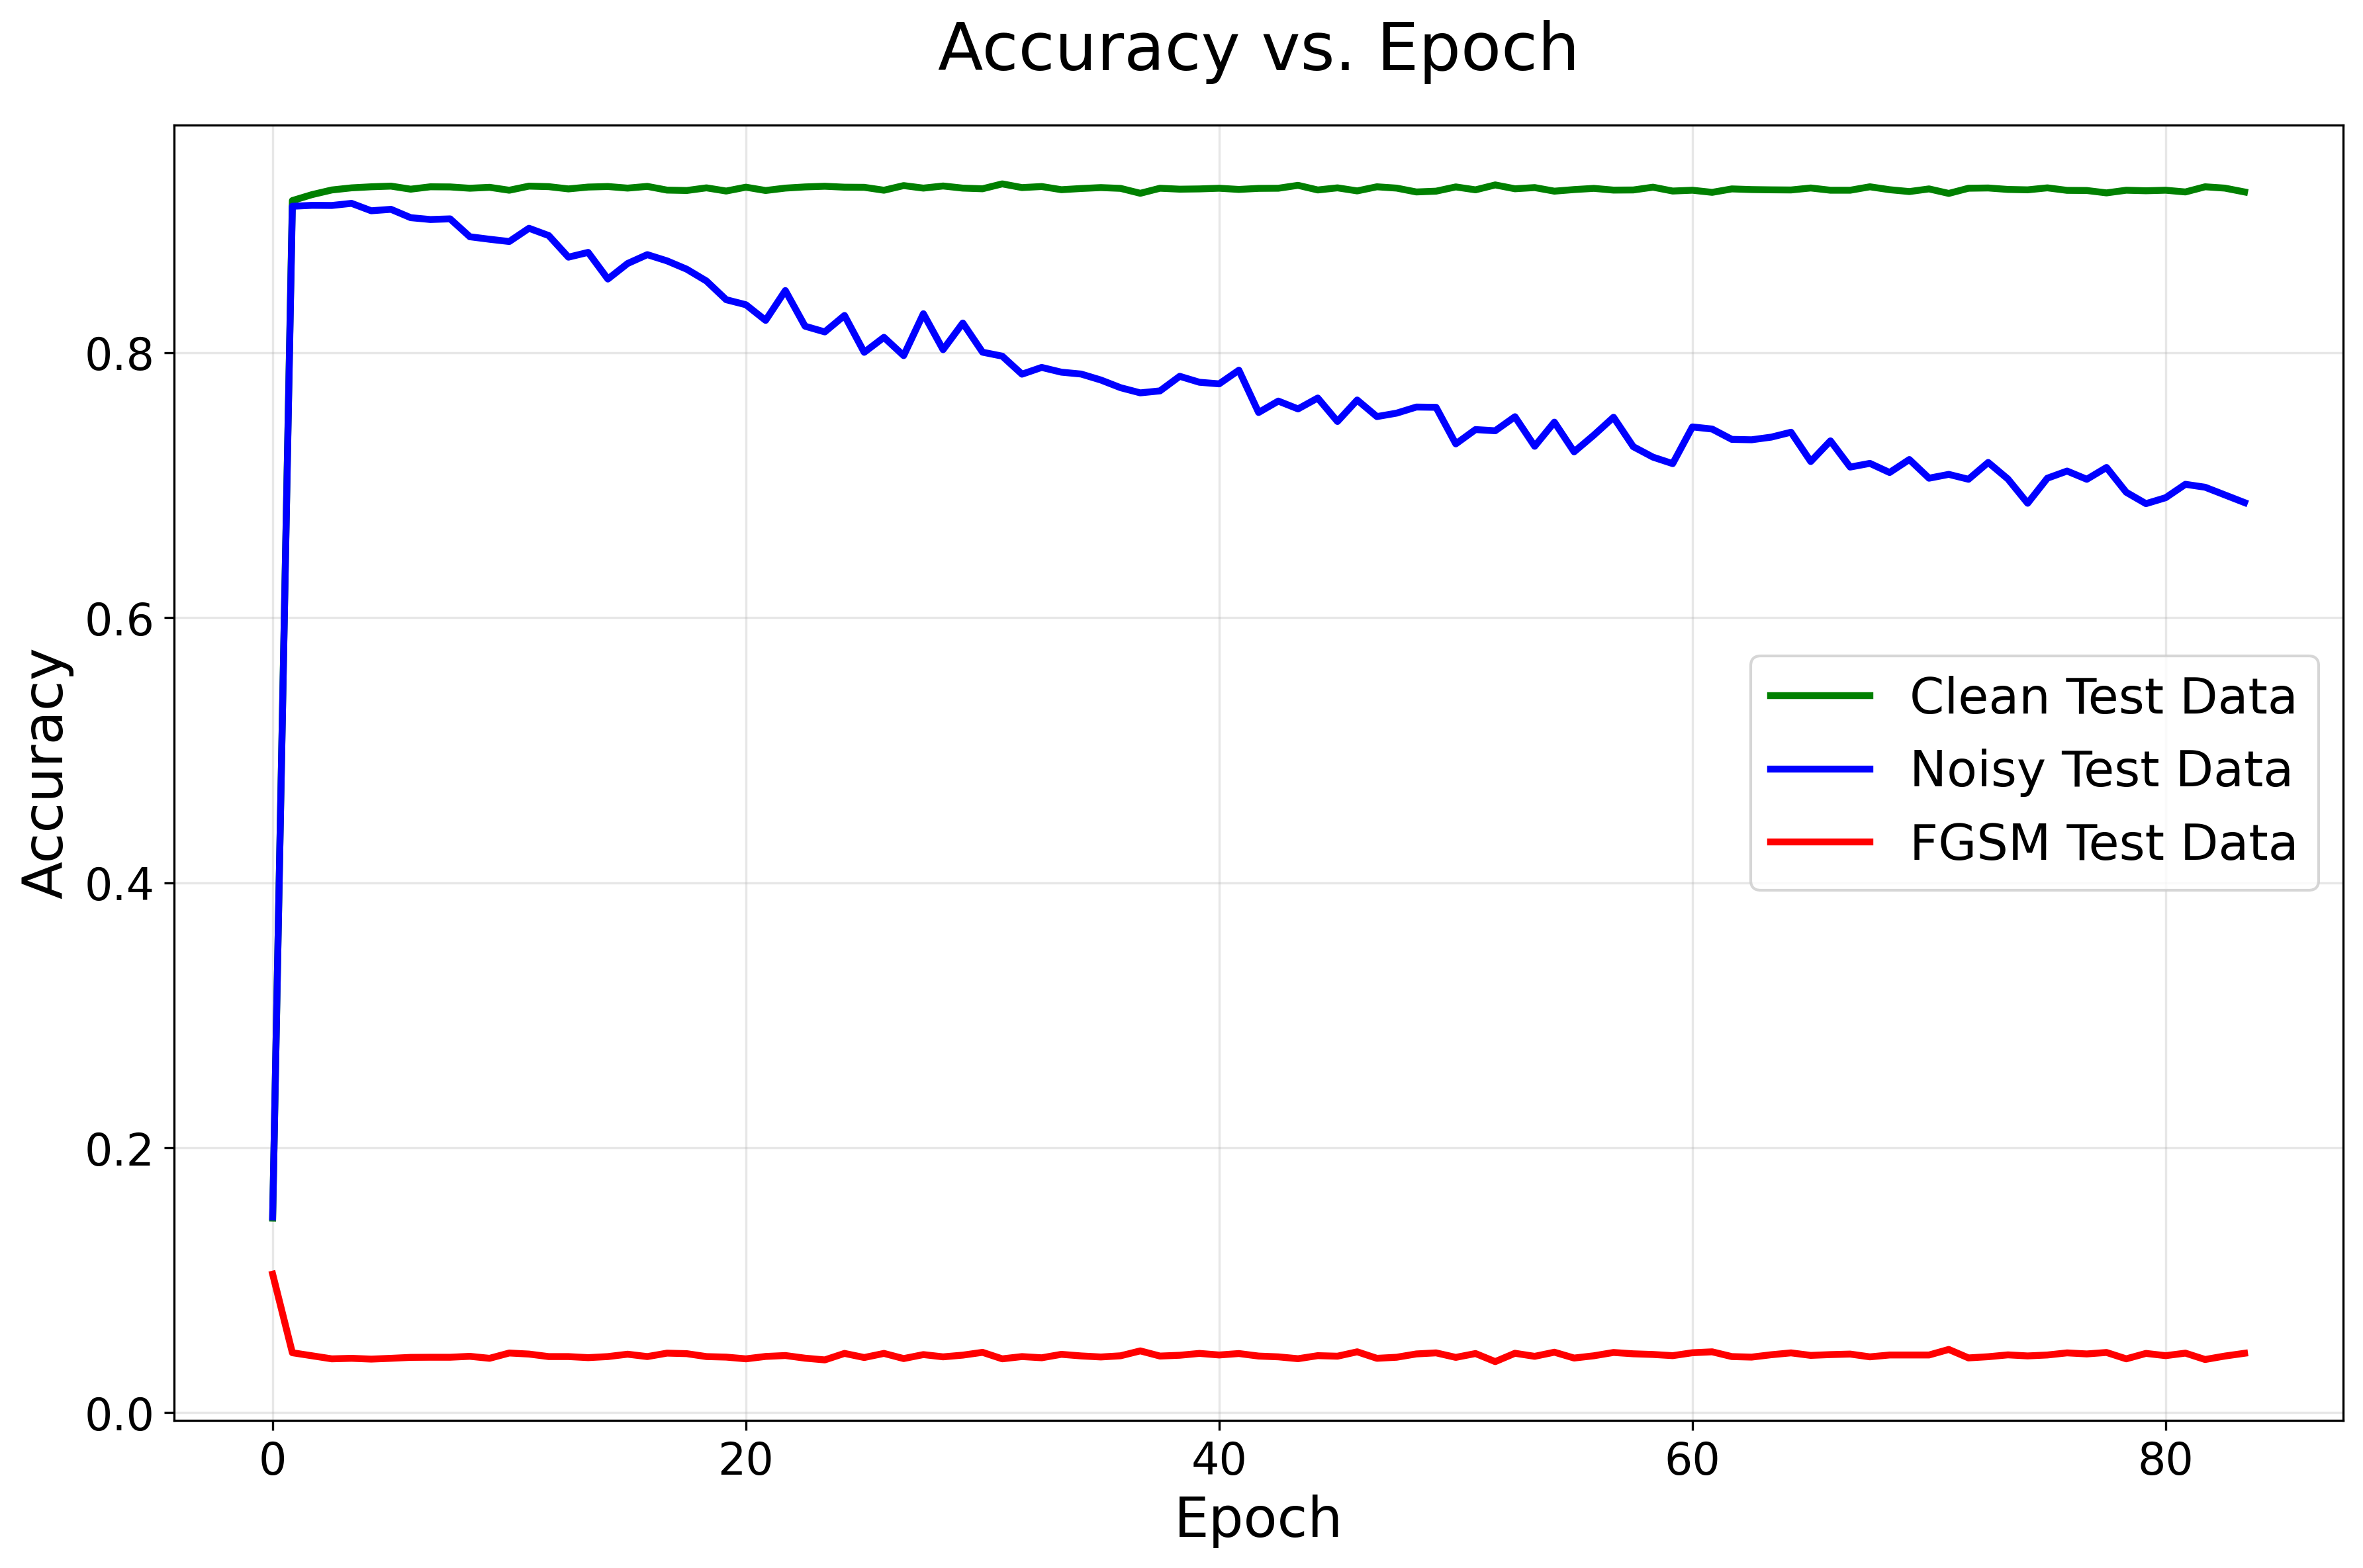 Accuracy vs. Epoch
Accuracy
0.8
0.6
0.4
0.2
0.0
Clean Test Data
Noisy Test Data
FGSM Test Data
0 20 40 60 80
Epoch